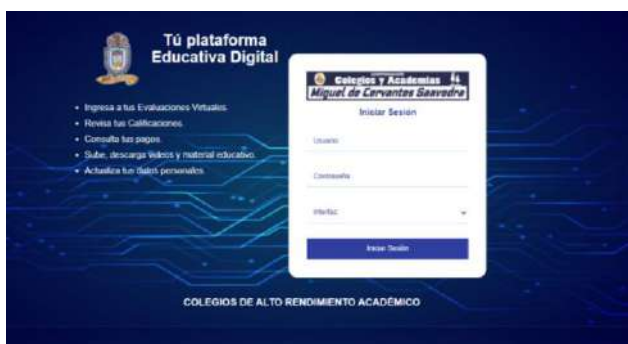 Tú plataforma
Educativa Digital
• Ingresa a tus Evaluaciones Virtuales.
• Revisa tus Calificaciones.
• Consulta tus pagos.
• Sube, descarga videos y material educativo.
• Actualiza tus datos personales.
Colegios y Academias
Miguel de Cervantes Saavedra
Iniciar Sesión
Usuario
Contraseña
Interfaz
Iniciar Sesión
COLEGIOS DE ALTO RENDIMIENTO ACADÉMICO